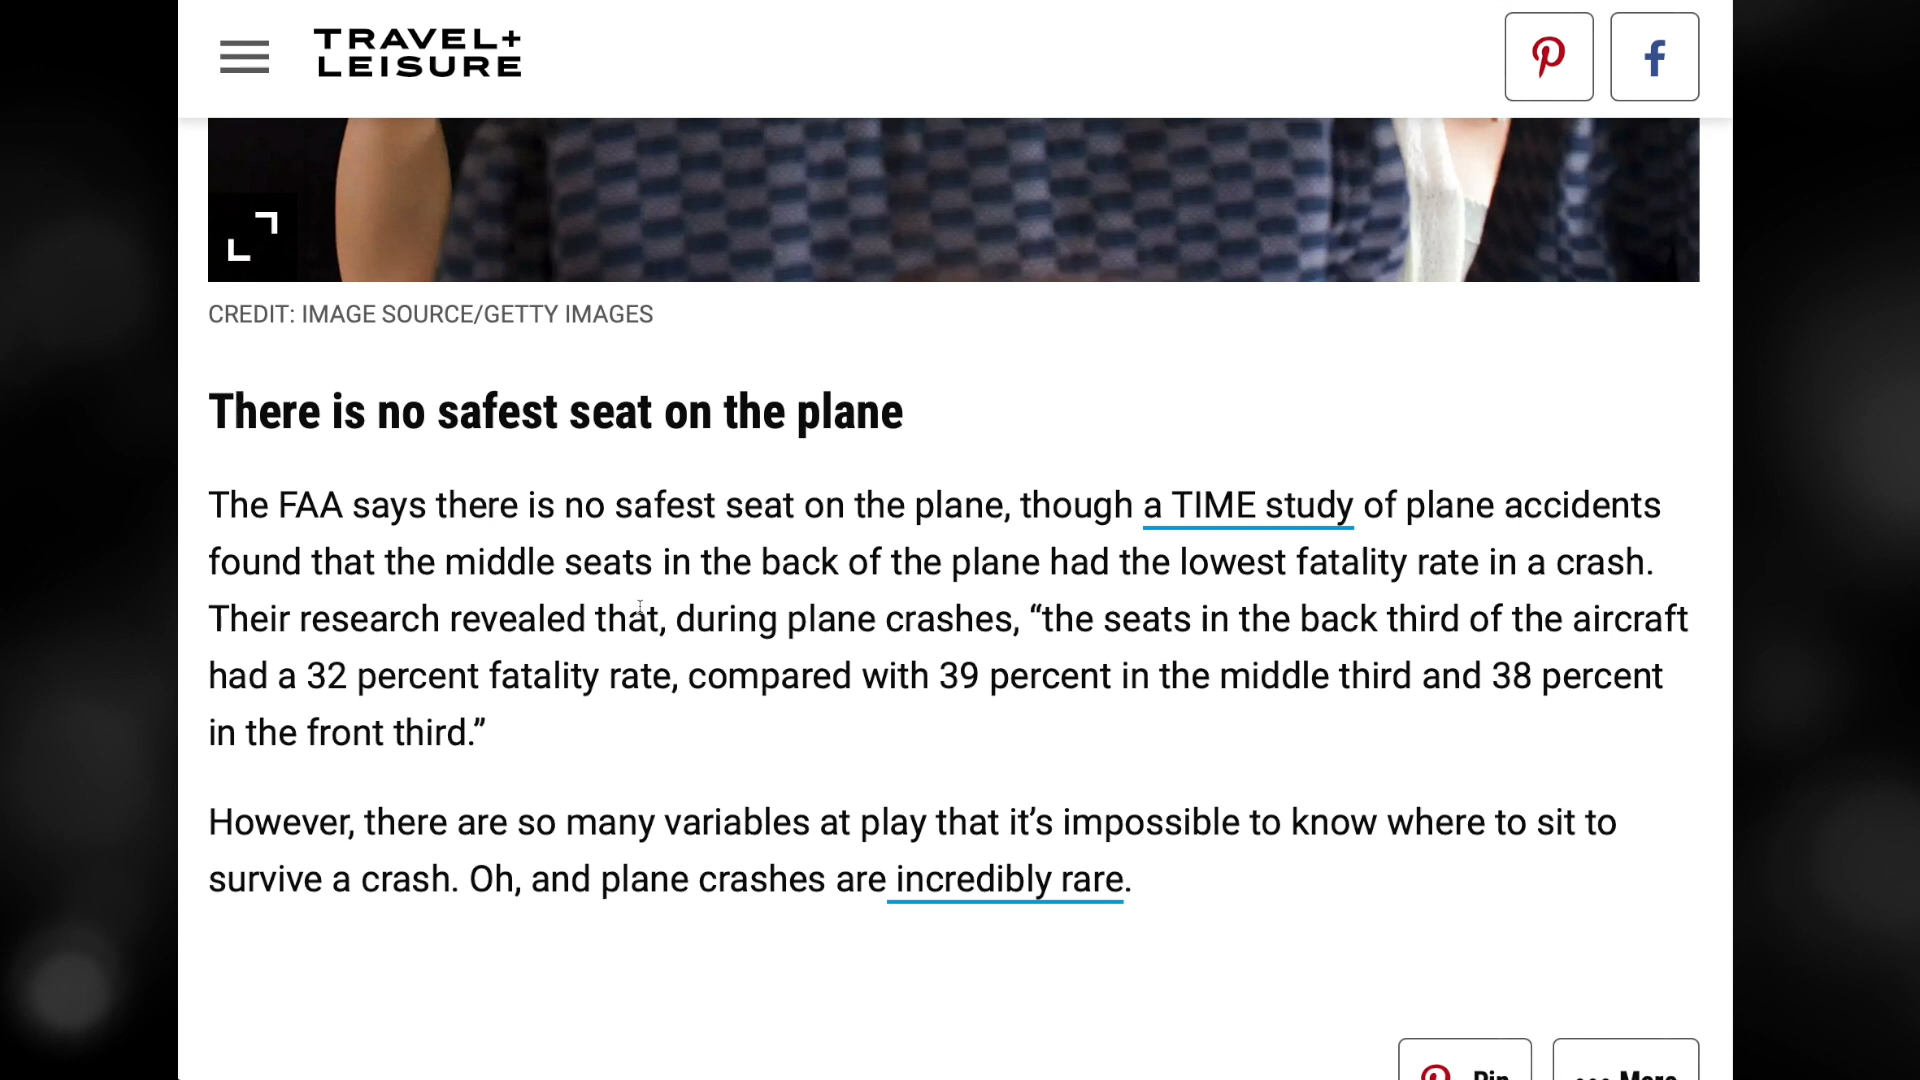 TRAVEL+
LEISURE
CREDIT: IMAGE SOURCE/GETTY IMAGES
There is no safest seat on the plane
The FAA says there is no safest seat on the plane, though a TIME study of plane accidents
found that the middle seats in the back of the plane had the lowest fatality rate in a crash.
Their research revealed that, during plane crashes, “the seats in the back third of the aircraft
had a 32 percent fatality rate, compared with 39 percent in the middle third and 38 percent
in the front third.”
However, there are so many variables at play that it’s impossible to know where to sit to
survive a crash. Oh, and plane crashes are incredibly rare.
Pin
More